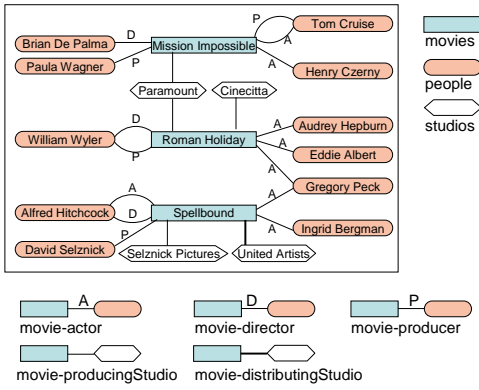 P
Tom Cruise
D
Brian De Palma
Mission Impossible
movies
A
Paula Wagner
P
A
Henry Czerny
people
Paramount
Cinecitta
studios
D
A
Audrey Hepburn
William Wyler
Roman Holiday
A
Eddie Albert
P
A
Gregory Peck
A
A
Alfred Hitchcock
D
Spellbound
P
A
Ingrid Bergman
David Selznick
Selznick Pictures
United Artists
A
D
P
movie-actor
movie-director
movie-producer
movie-producingStudio
movie-distributingStudio